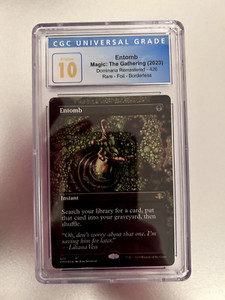 CGC UNIVERSAL GRADE
10
Entomb
Magic: The Gathering (2023)
Dominaria Remastered - 435
Rare - Foil - Borderless
Entomb
Instant
Search your library for a card, put
that card into your graveyard, then
shuffle.
"Oh, don't worry about that one. I'm
saving him for later."
—Liliana Vess